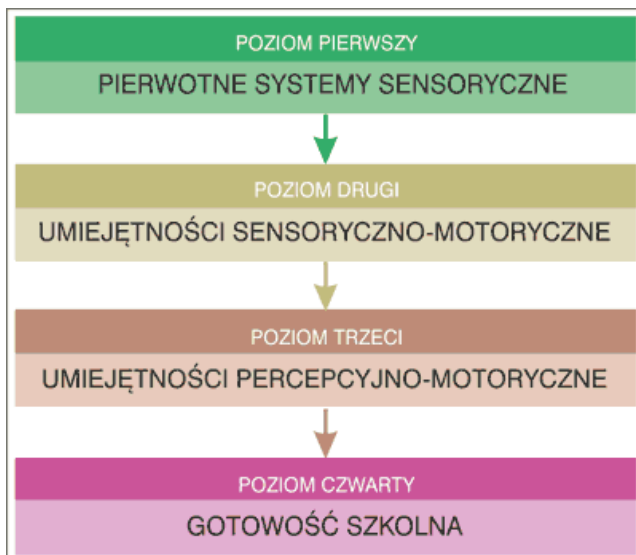 POZIOM PIERWSZY
PIERWOTNE SYSTEMY SENSORYCZNE
POZIOM DRUGI
UMIEJĘTNOŚCI SENSORYCZNO-MOTORYCZNE
POZIOM TRZECI
UMIEJĘTNOŚCI PERCEPCYJNO-MOTORYCZNE
POZIOM CZWARTY
GOTOWOŚĆ SZKOLNA